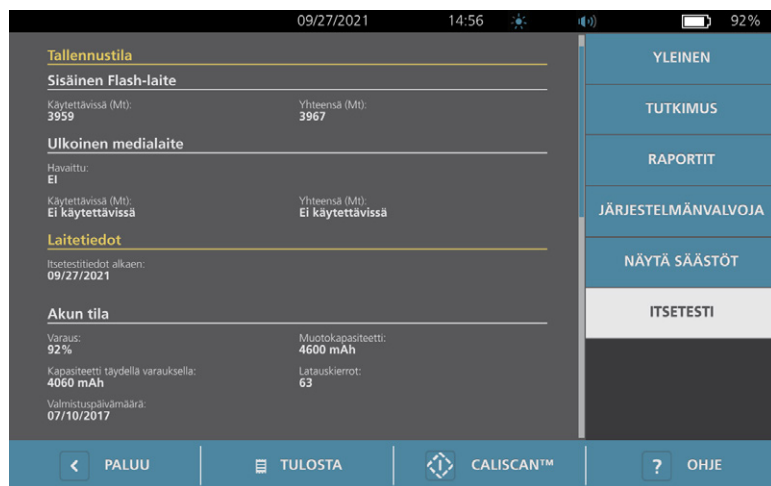 09/27/2021 14:56 92%
Tallennustila
Sisäinen Flash-laite
Käytettävissä (Mt): Yhteensä (Mt):
3959 3967
Ulkoinen medialaite
Havaittu:
EI
Käytettävissä (Mt): Yhteensä (Mt):
Ei käytettävissä Ei käytettävissä
Laitetiedot
Itsetestitiedot alkaen:
09/27/2021
Akun tila
Varaus: Muotokapasiteetti:
92% 4600 mAh
Kapasiteetti täydellä varauksella: Latauskierrot:
4060 mAh 63
Valmistuspäivämäärä:
07/10/2017
YLEINEN
TUTKIMUS
RAPORTIT
JÄRJESTELMÄNVALVOJA
NÄYTÄ SÄÄSTÖT
ITSETESTI
PALUU TULOSTA CALISCAN™ ? OHJE